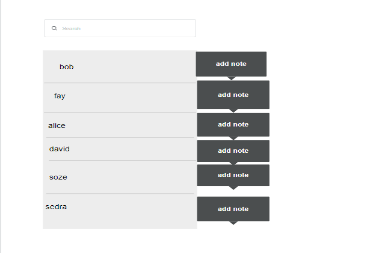 Search
bob
add note
fay
add note
alice
add note
david
add note
soze
add note
sedra
add note